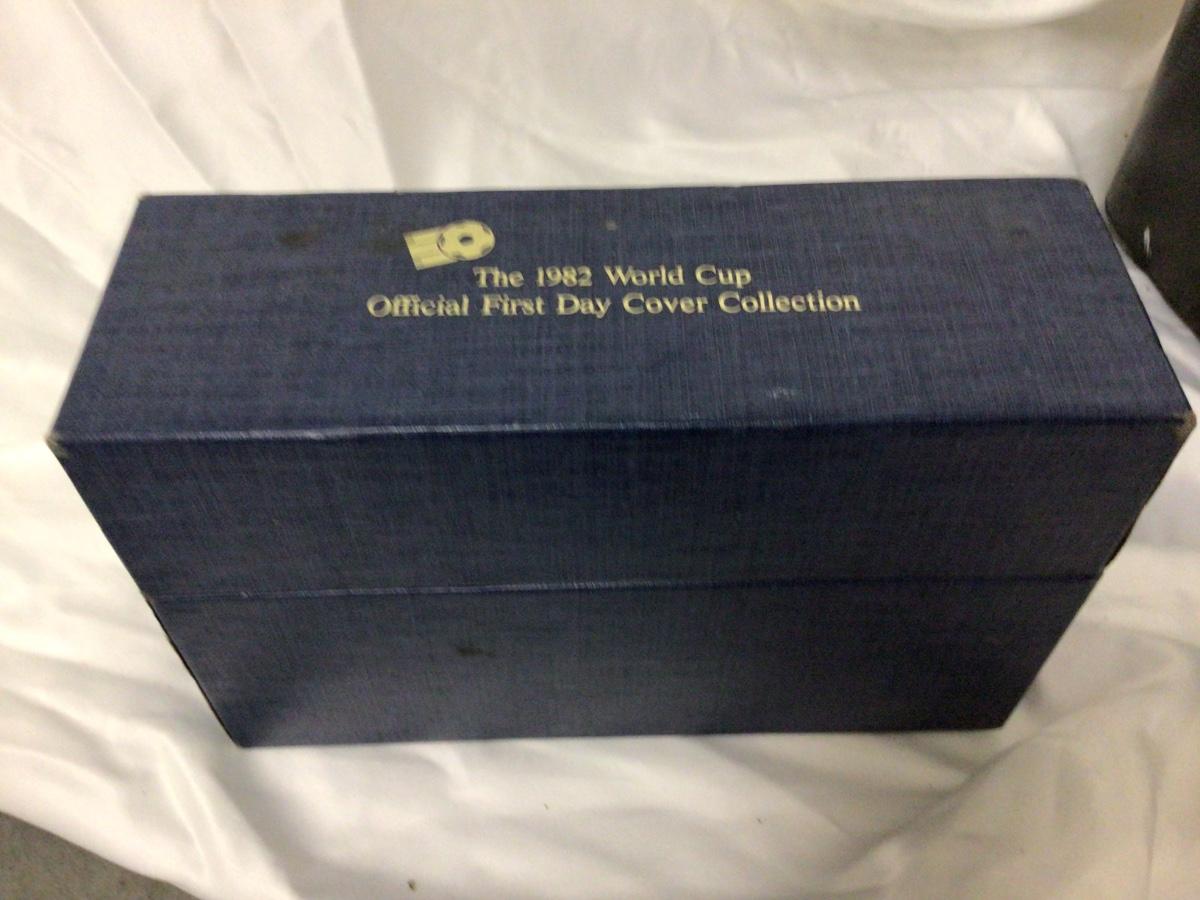 The 1982 World Cup
Official First Day Cover Collection